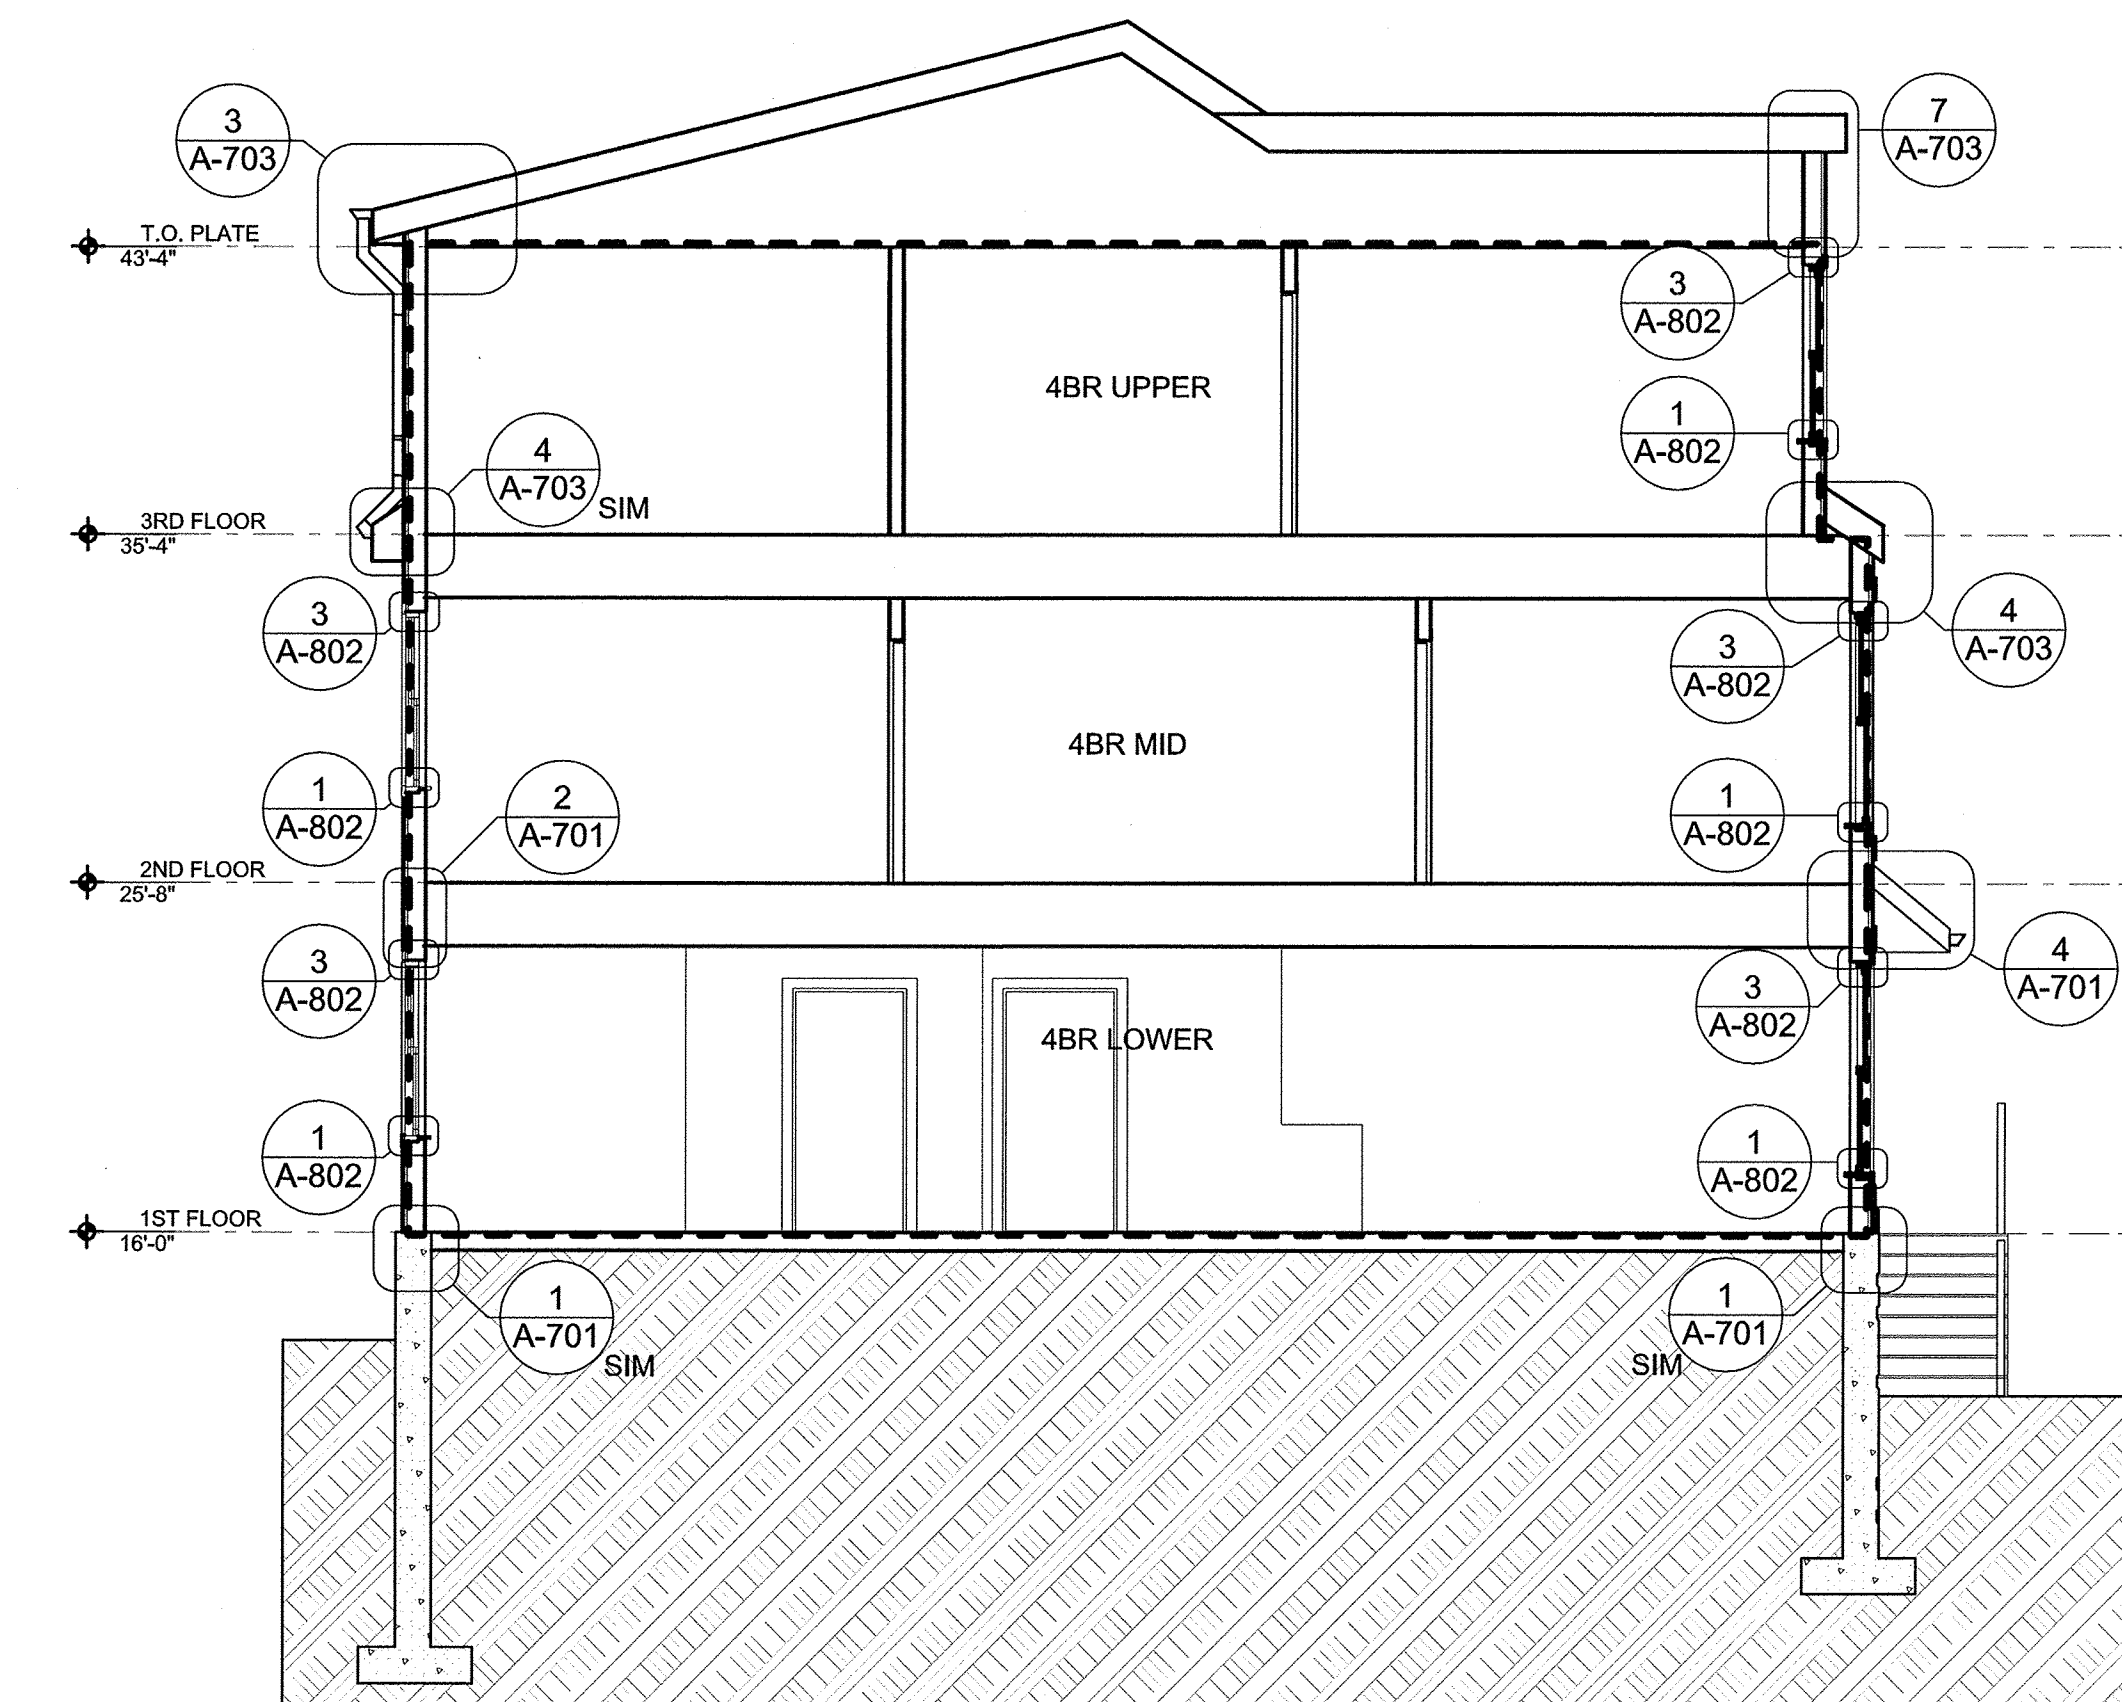 3
A-703
7
A-703
T.O. PLATE
43'-4"
3
A-802
4BR UPPER
1
A-802
4
A-703
SIM
3RD FLOOR
35'-4"
3
A-802
4
A-703
3
A-802
4BR MID
1
A-802
2
A-701
1
A-802
2ND FLOOR
25'-8"
3
A-802
4
A-701
3
A-802
4BR LOWER
1
A-802
1
A-802
1ST FLOOR
16'-0"
1
A-701
SIM
1
A-701
SIM